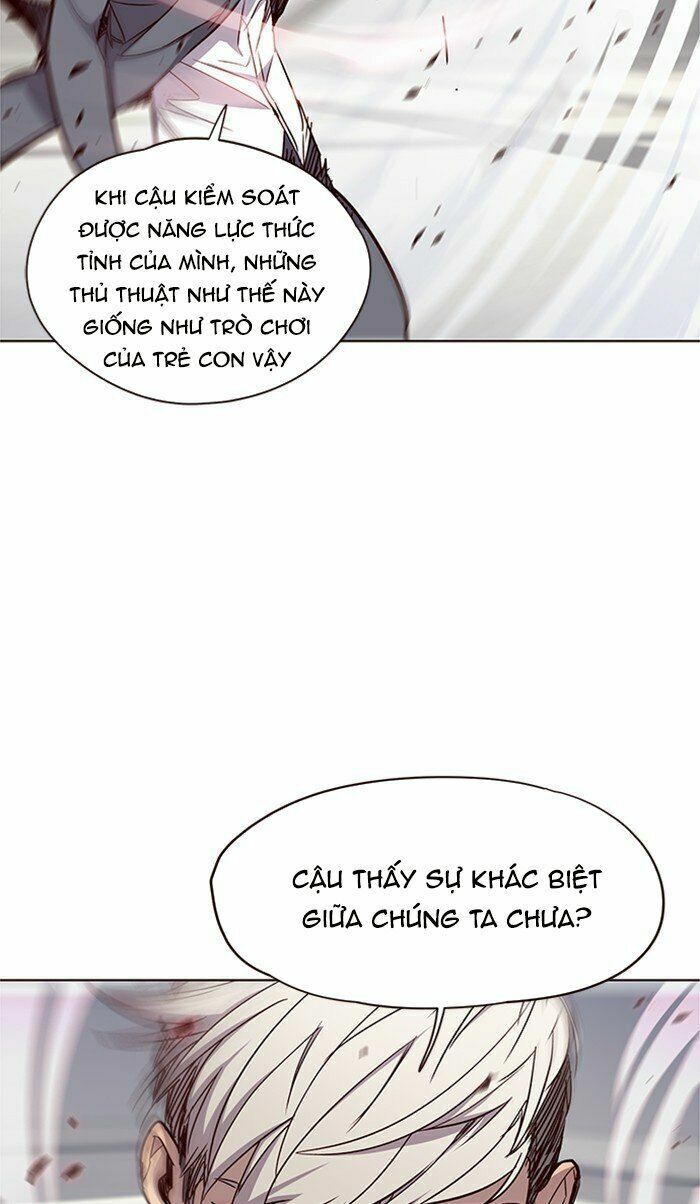 KHI CẬU KIỂM SOÁT
ĐƯỢC NĂNG LỰC THỨC
TỈNH CỦA MÌNH, NHỮNG
THỦ THUẬT NHƯ THẾ NÀY
GIỐNG NHƯ TRÒ CHƠI
CỦA TRẺ CON VẬY
CẬU THẤY SỰ KHÁC BIỆT
GIỮA CHÚNG TA CHƯA?